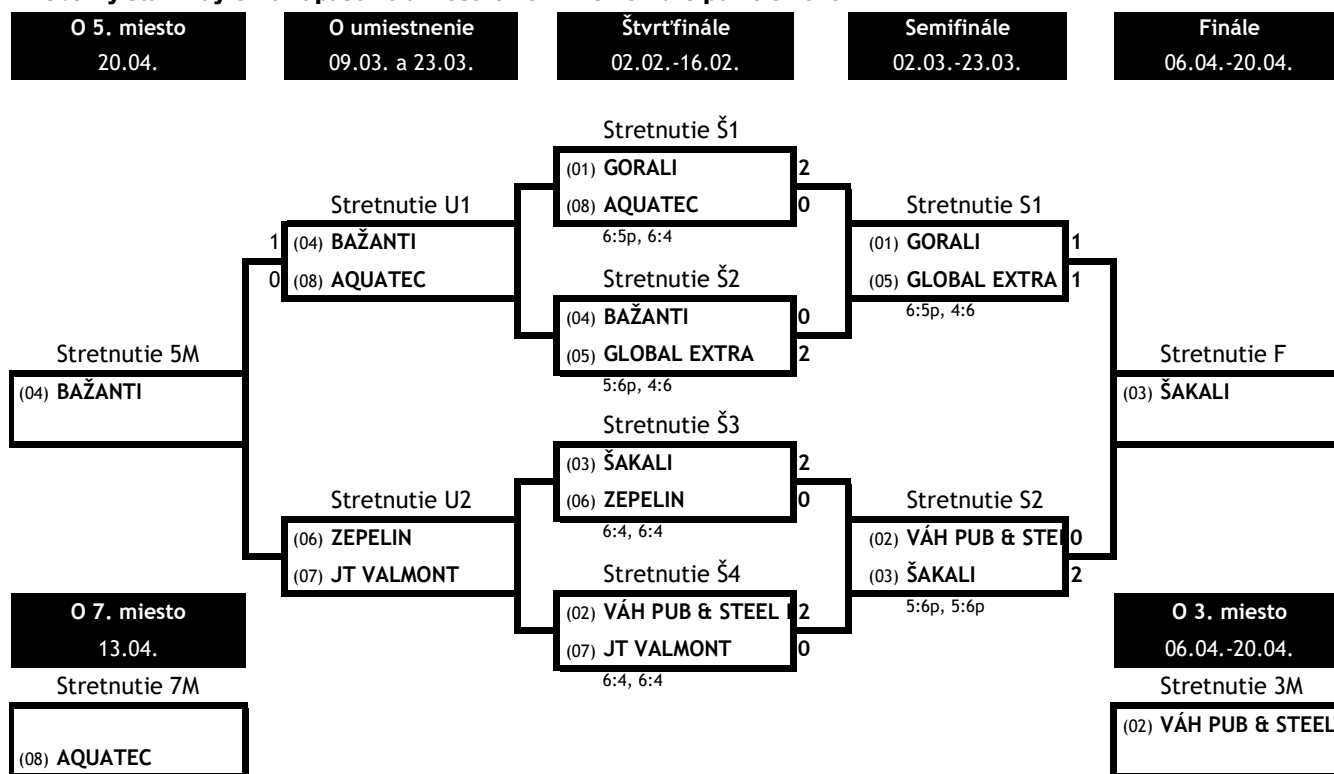 O 5. miesto
20.04.
O umiestnenie
09.03. a 23.03.
Štvrťfinále
02.02.-16.02.
Semifinále
02.03.-23.03.
Finále
06.04.-20.04.
Stretnutie Š1
(01) GORALI 2
(08) AQUATEC 0
6:5p, 6:4
Stretnutie U1
1 (04) BAŽANTI
0 (08) AQUATEC
Stretnutie S1
(01) GORALI 1
(05) GLOBAL EXTRA 1
6:5p, 4:6
Stretnutie Š2
(04) BAŽANTI 0
(05) GLOBAL EXTRA 2
5:6p, 4:6
Stretnutie 5M
(04) BAŽANTI
Stretnutie F
(03) ŠAKALI
Stretnutie Š3
(03) ŠAKALI 2
(06) ZEPELIN 0
6:4, 6:4
Stretnutie U2
(06) ZEPELIN
(07) JT VALMONT
Stretnutie S2
(02) VÁH PUB & STE 0
(03) ŠAKALI 2
5:6p, 5:6p
Stretnutie Š4
(02) VÁH PUB & STEEL 2
(07) JT VALMONT 0
6:4, 6:4
O 7. miesto
13.04.
Stretnutie 7M
(08) AQUATEC
O 3. miesto
06.04.-20.04.
Stretnutie 3M
(02) VÁH PUB & STEEL